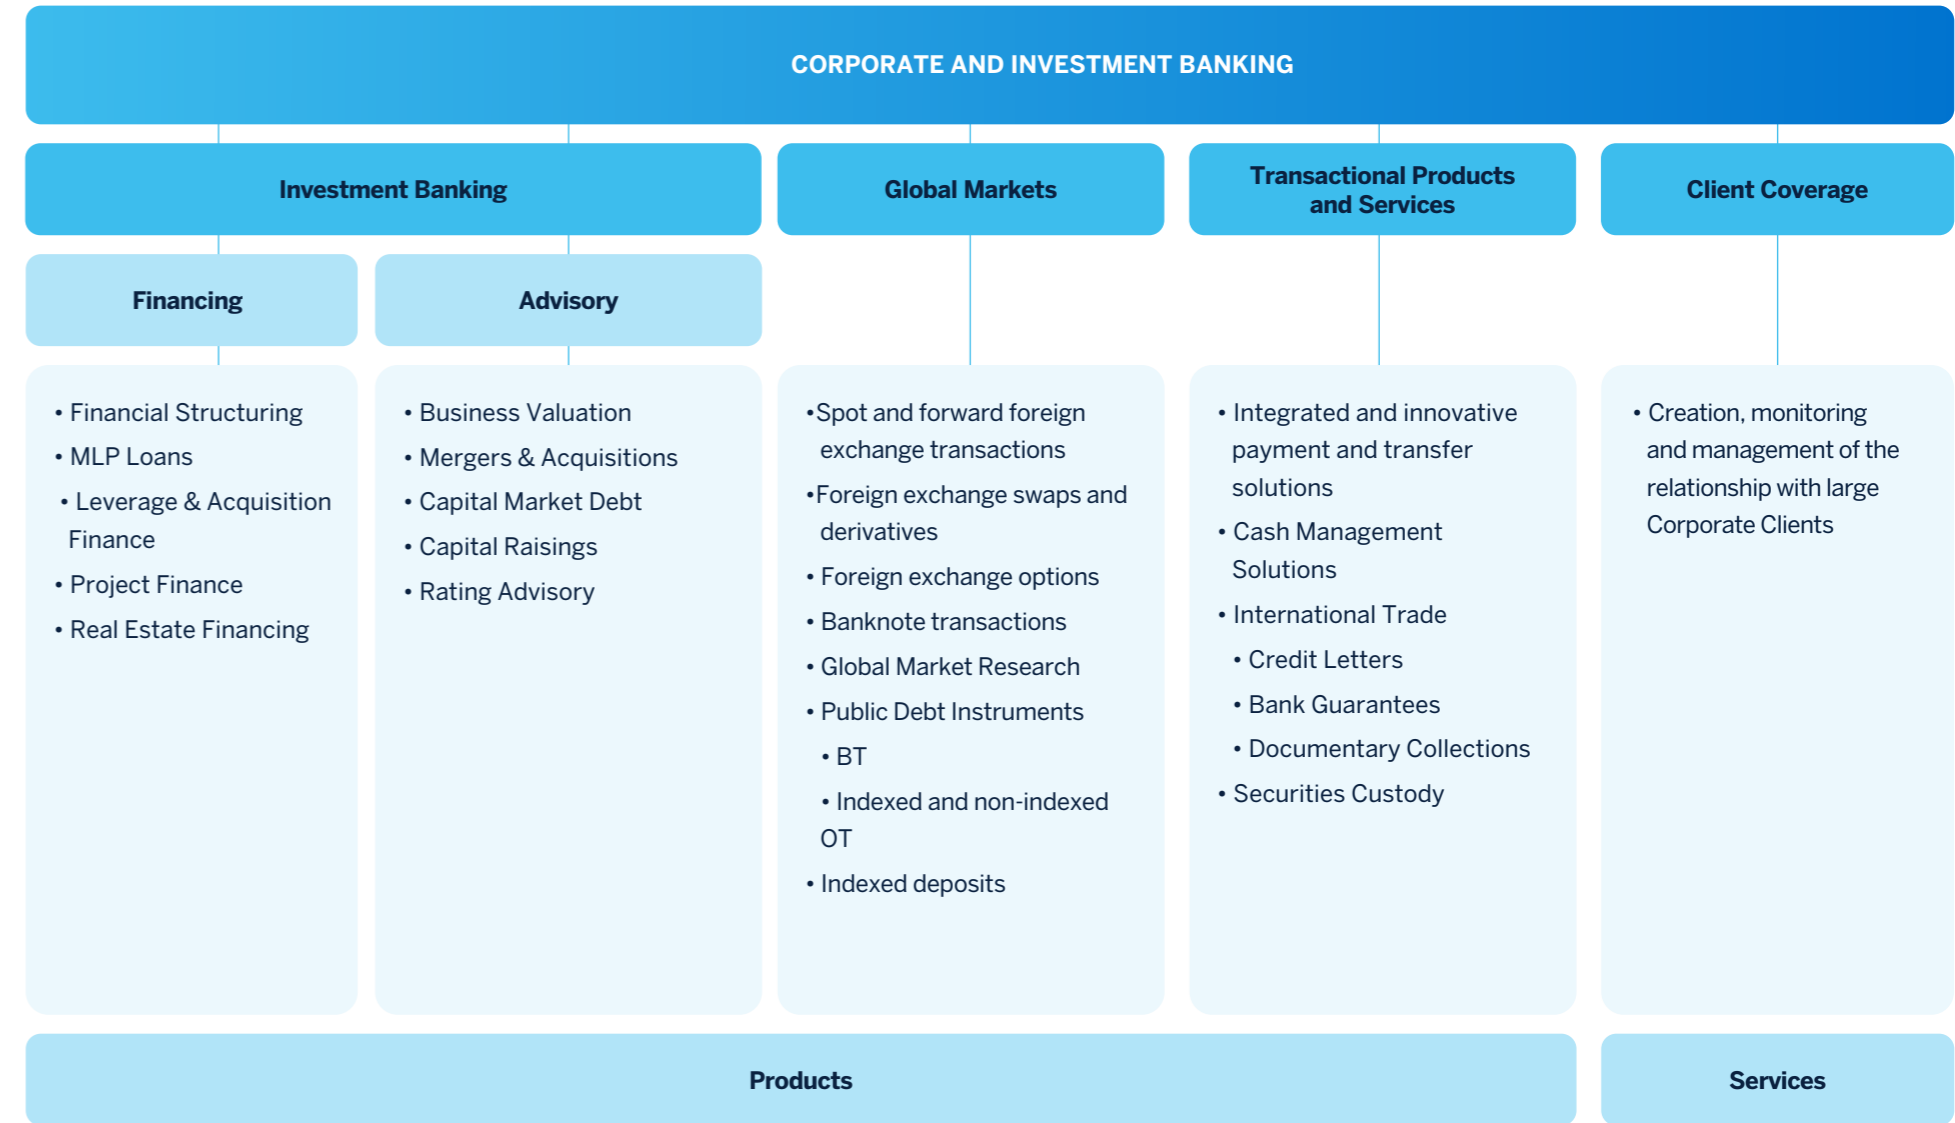 CORPORATE AND INVESTMENT BANKING
Investment Banking
Global Markets
Transactional Products
and Services
Client Coverage
Financing
Advisory
• Financial Structuring
• MLP Loans
• Leverage & Acquisition
Finance
• Project Finance
• Real Estate Financing
• Business Valuation
• Mergers & Acquisitions
• Capital Market Debt
• Capital Raisings
• Rating Advisory
•Spot and forward foreign
exchange transactions
•Foreign exchange swaps and
derivatives
• Foreign exchange options
• Banknote transactions
• Global Market Research
• Public Debt Instruments
• BT
• Indexed and non-indexed
OT
• Indexed deposits
• Integrated and innovative
payment and transfer
solutions
• Cash Management
Solutions
• International Trade
• Credit Letters
• Bank Guarantees
• Documentary Collections
• Securities Custody
• Creation, monitoring
and management of the
relationship with large
Corporate Clients
Products
Services